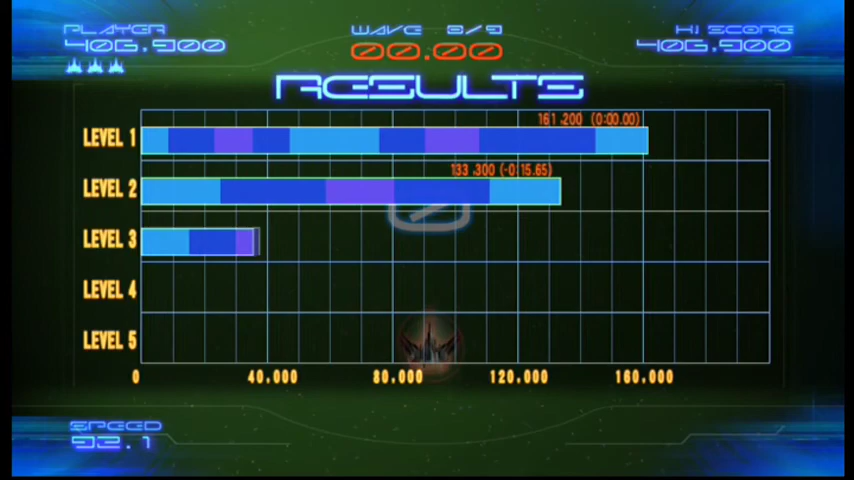 PLAYER WAVE 8/9 HI SCORE
406.900 00.00 406.900
RESULTS
161.200 (0:00.00)
LEVEL 1
133.300 (-0:15.65)
LEVEL 2
0
LEVEL 3
LEVEL 4
LEVEL 5
0 40.000 80.000 120.000 160.000
SPEED
92.1